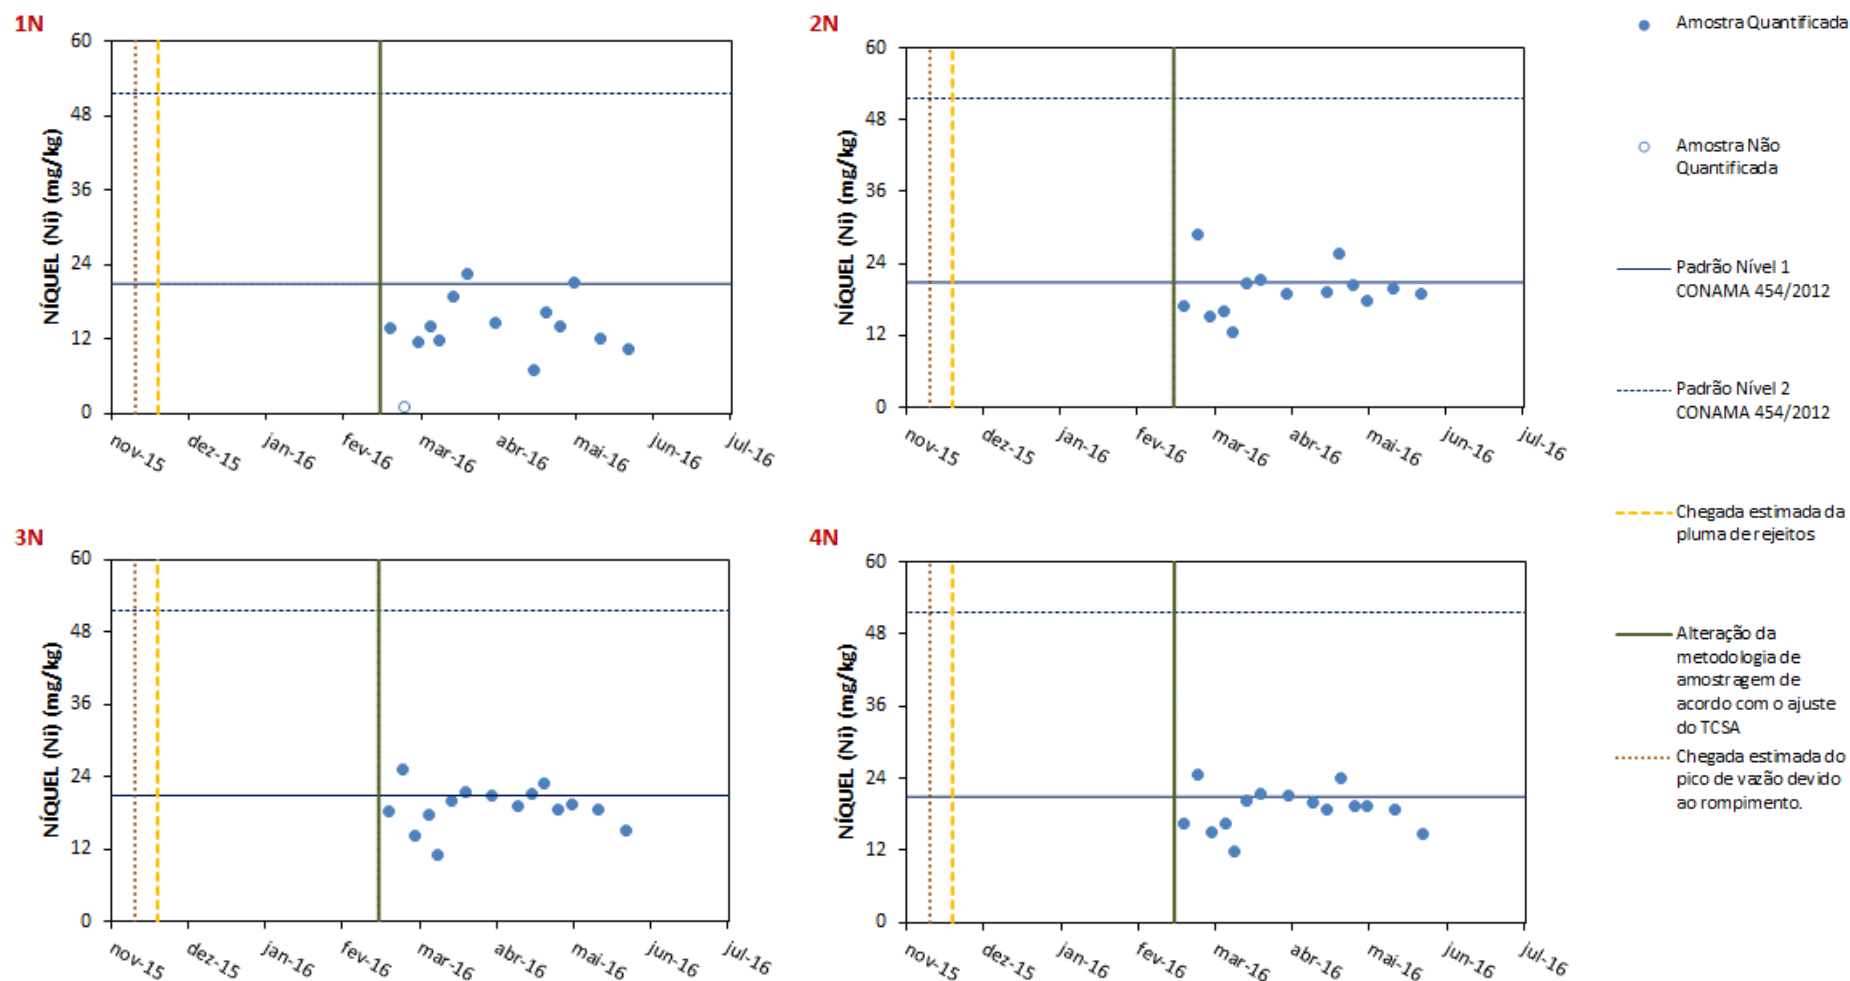 1N
NÍQUEL (Ni) (mg/kg)
60
48
36
24
12
0
nov-15
dez-15
jan-16
fev-16
mar-16
abr-16
mai-16
jun-16
jul-16
2N
NÍQUEL (Ni) (mg/kg)
60
48
36
24
12
0
nov-15
dez-15
jan-16
fev-16
mar-16
abr-16
mai-16
jun-16
jul-16
3N
NÍQUEL (Ni) (mg/kg)
60
48
36
24
12
0
nov-15
dez-15
jan-16
fev-16
mar-16
abr-16
mai-16
jun-16
jul-16
4N
NÍQUEL (Ni) (mg/kg)
60
48
36
24
12
0
nov-15
dez-15
jan-16
fev-16
mar-16
abr-16
mai-16
jun-16
jul-16
Amostra Quantificada
Amostra Não
Quantificada
Padrão Nível 1
CONAMA 454/2012
Padrão Nível 2
CONAMA 454/2012
Chegada estimada da
pluma de rejeitos
Alteração da
metodologia de
amostragem de
acordo com o ajuste
do TCSA
Chegada estimada do
pico de vazão devido
ao rompimento.